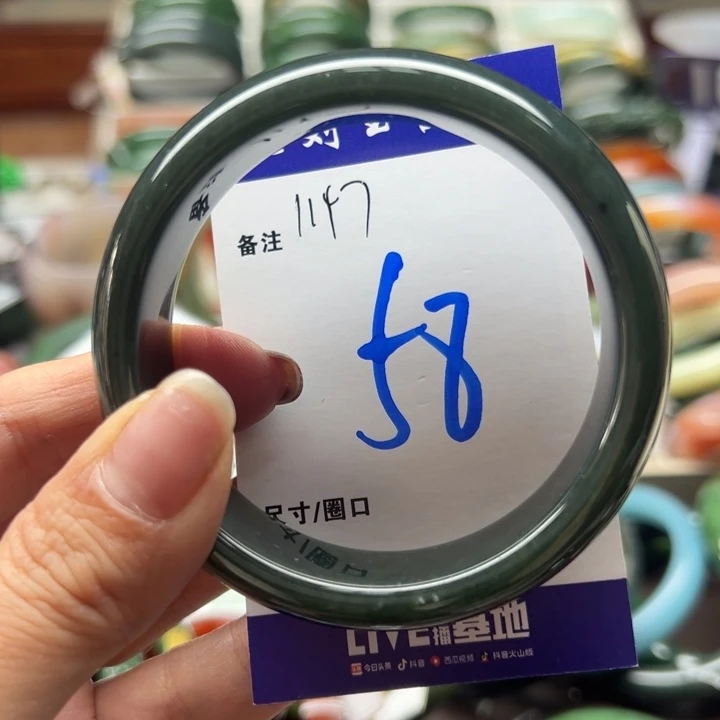 备注 1147
58
尺寸/圈口
LIVE播基地
今日头条 抖音 西瓜视频 抖音火山版